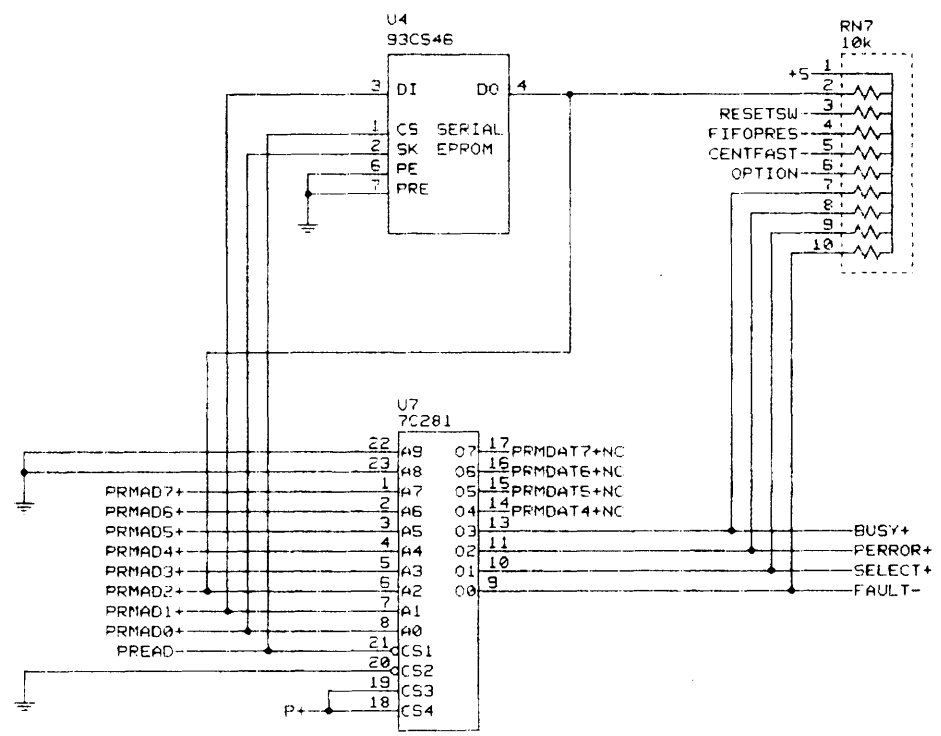 U4
93CS46
3 DI DO 4
1 CS SERIAL
2 SK EPROM
6 PE
7 PRE
RN7
10k
+5 1
2
RESETSW 3
FIFOPRES 4
CENTFAST 5
OPTION 6
7
8
9
10
U7
7C281
22 A9 O7 17 PRMDAT7+NC
23 A8 O6 16 PRMDAT6+NC
PRMAD7+ 1 A7 O5 15 PRMDAT5+NC
PRMAD6+ 2 A6 O4 14 PRMDAT4+NC
PRMAD5+ 3 A5 O3 13 BUSY+
PRMAD4+ 4 A4 O2 11 PERROR+
PRMAD3+ 5 A3 O1 10 SELECT+
PRMAD2+ 6 A2 O0 9 FAULT-
PRMAD1+ 7 A1
PRMAD0+ 8 A0
PREAD- 21 CS1
20 CS2
19 CS3
P+ 18 CS4